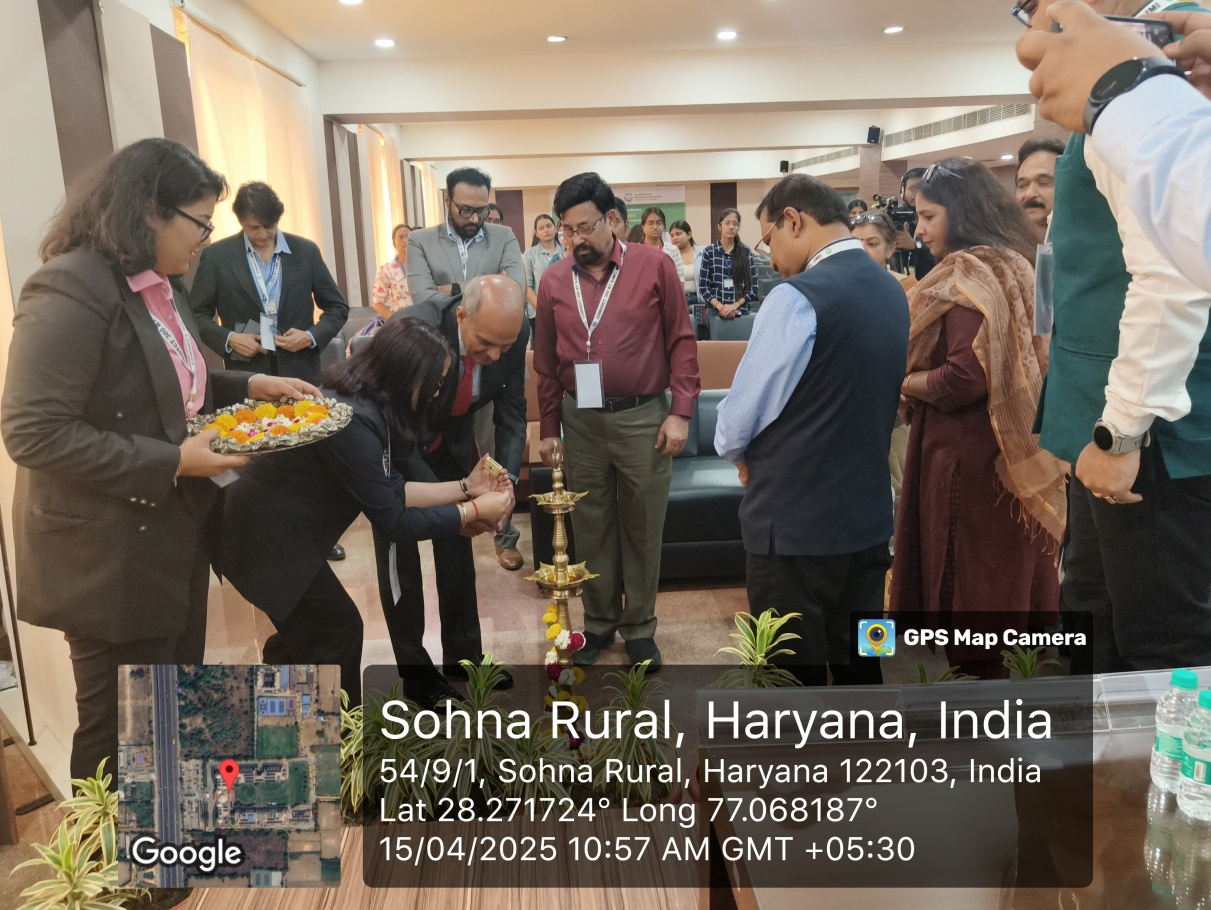 GPS Map Camera
Sohna Rural, Haryana, India
54/9/1, Sohna Rural, Haryana 122103, India
Lat 28.271724° Long 77.068187°
15/04/2025 10:57 AM GMT +05:30
Google